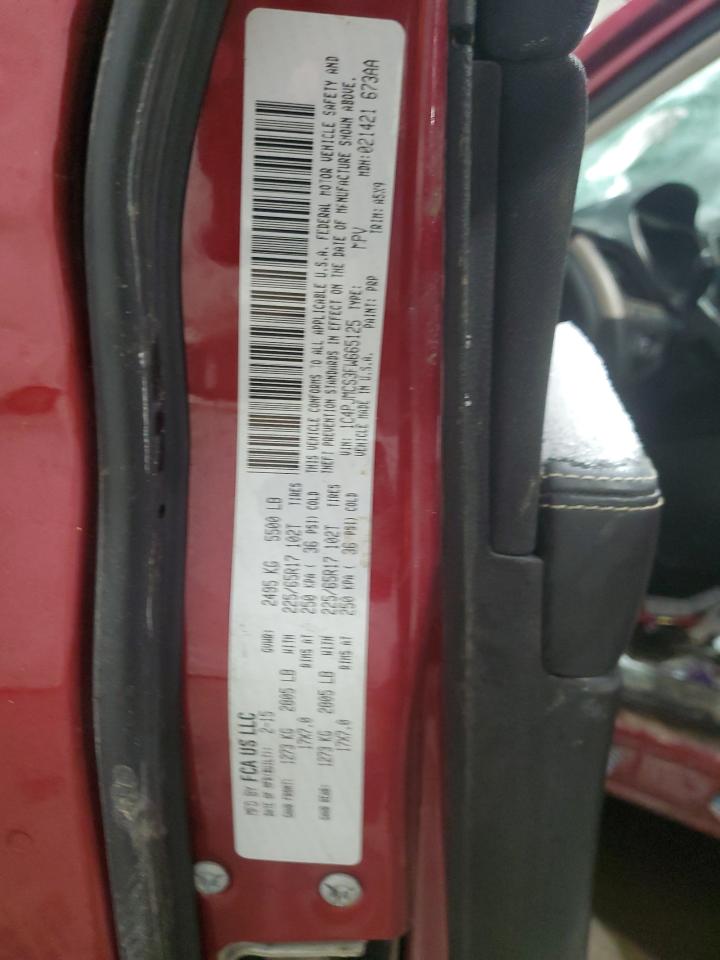 MFD BY FCA US LLC
DATE OF MFR(BUILT): 2-15 GVWR: 2495 KG 5500 LB
GAWR FRONT: 1273 KG 2805 LB WITH 225/65R17 102T TIRES
17X7.0 RIMS AT 250 KPA ( 36 PSI) COLD
GAWR REAR: 1273 KG 2805 LB WITH 225/65R17 102T TIRES
17X7.0 RIMS AT 250 KPA ( 36 PSI) COLD
THIS VEHICLE CONFORMS TO ALL APPLICABLE U.S.A. FEDERAL MOTOR VEHICLE SAFETY AND
THEFT PREVENTION STANDARDS IN EFFECT ON THE DATE OF MANUFACTURE SHOWN ABOVE.
VIN: 1C4PJMCS3FW665125 TYPE: MPV MDH:021421 673AA
VEHICLE MADE IN U.S.A. PAINT: PRP TRIM: A5X9